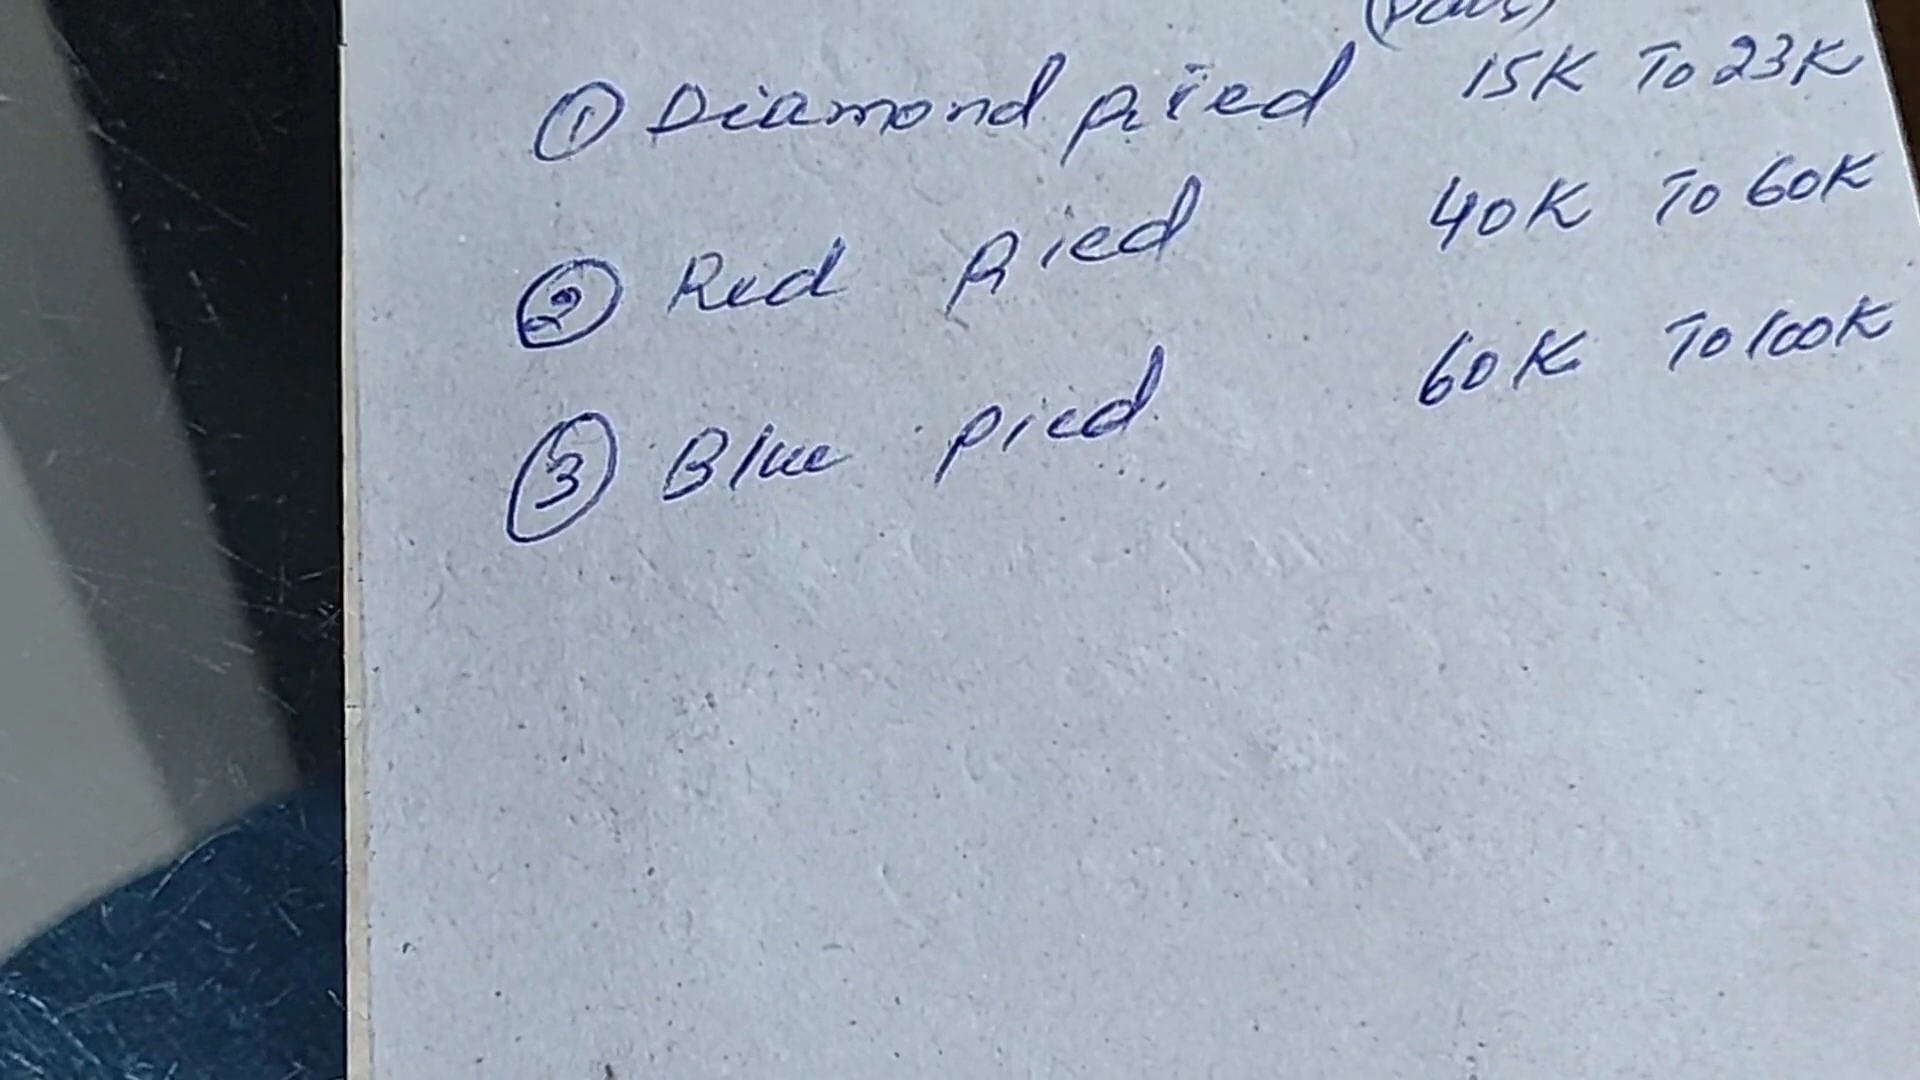 ① Diamond pied 15K To 23K
② Red pied 40K To 60K
③ Blue pied 60K To 100K